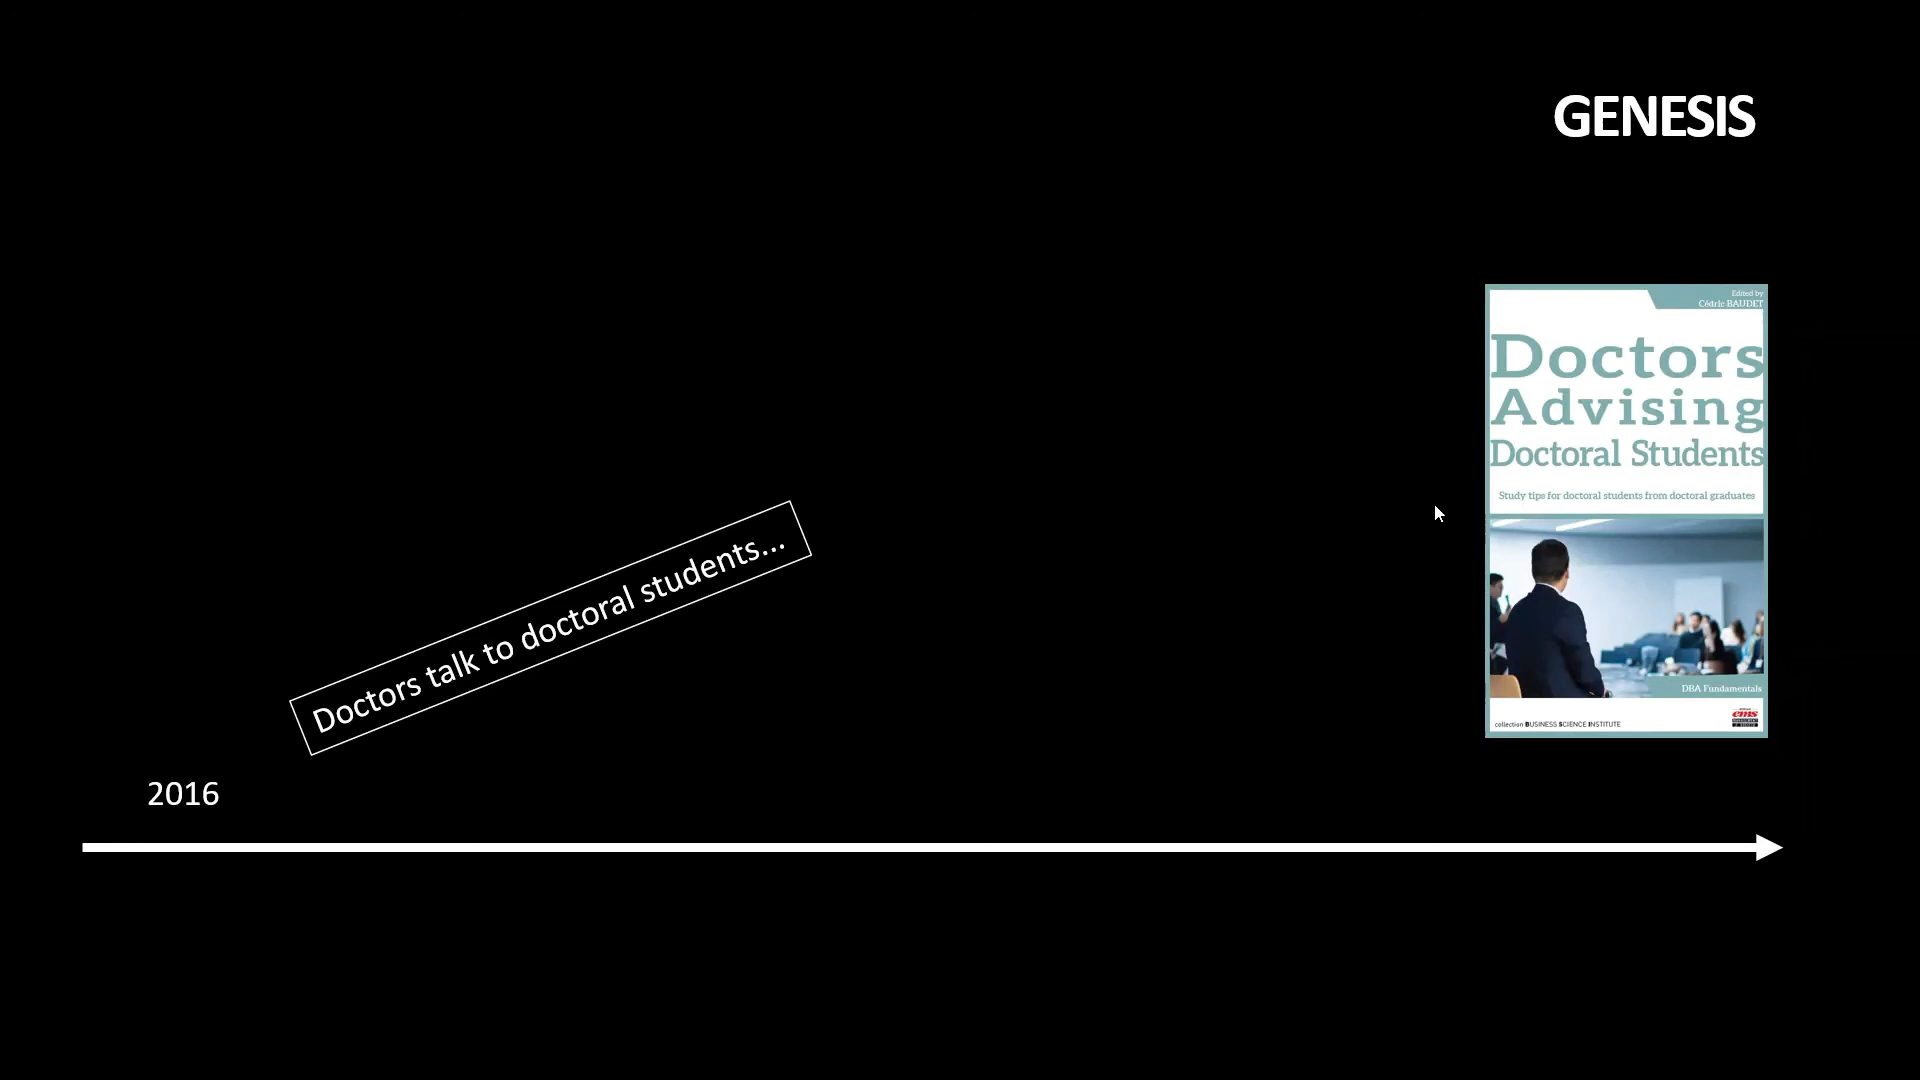 GENESIS
Edited by
Cédric BAUDET
Doctors
Advising
Doctoral Students
Study tips for doctoral students from doctoral graduates
DBA Fundamentals
collection BUSINESS SCIENCE INSTITUTE
ems
Doctors talk to doctoral students...
2016